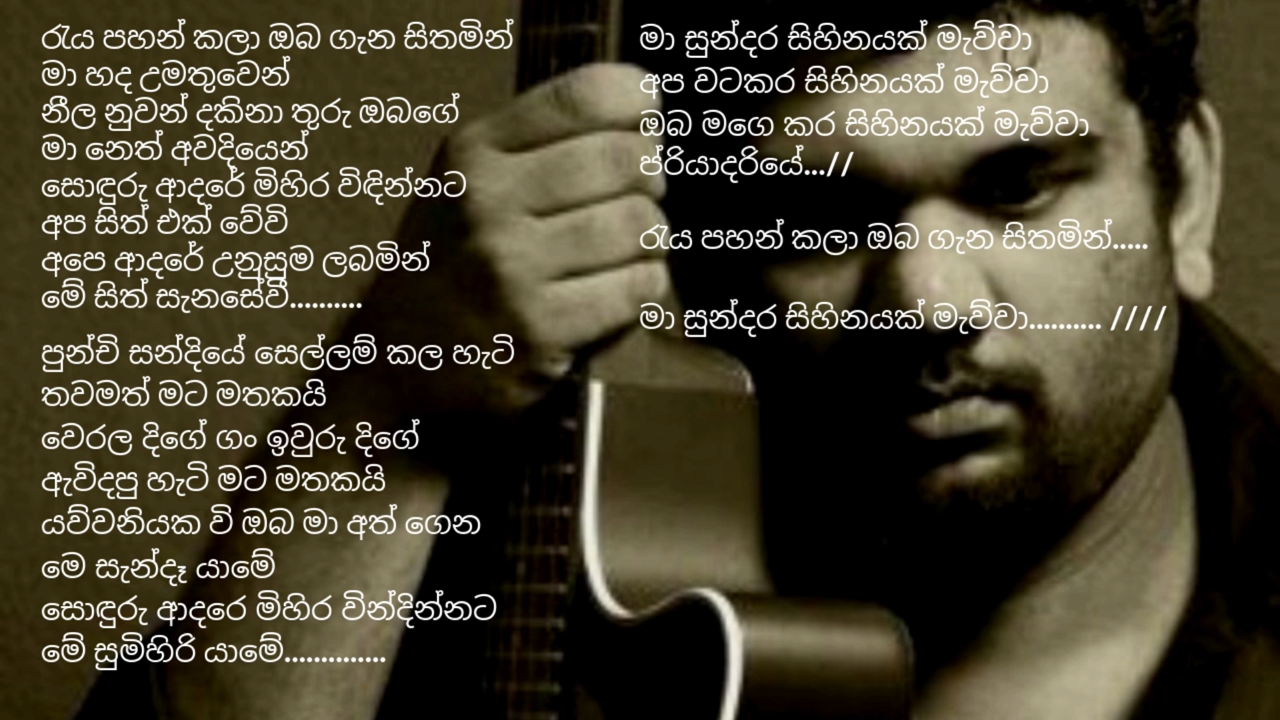 රැය පහන් කලා ඔබ ගැන සිතමින්
මා හද උමතුවෙන්
නීල නුවන් දකිනා තුරු ඔබගේ
මා නෙත් අවදියෙන්
සොඳුරු ආදරේ මිහිර විඳින්නට
අප සිත් එක් වේවි
අපෙ ආදරේ උනුසුම ලබමින්
මේ සිත් සැනසේවී..........
පුන්චි සන්දියේ සෙල්ලම් කල හැටි
තවමත් මට මතකයි
වෙරල දිගේ ගං ඉවුරු දිගේ
ඇවිදපු හැටි මට මතකයි
යව්වනියක වි ඔබ මා අත් ගෙන
මෙ සැන්දෑ යාමේ
සොඳුරු ආදරෙ මිහිර වින්දින්නට
මේ සුමිහිරි යාමේ..............
මා සුන්දර සිහිනයක් මැව්වා
අප වටකර සිහිනයක් මැව්වා
ඔබ මගෙ කර සිහිනයක් මැව්වා
ප්රියාදරියේ...//
රැය පහන් කලා ඔබ ගැන සිතමින්.....
මා සුන්දර සිහිනයක් මැව්වා.......... ////